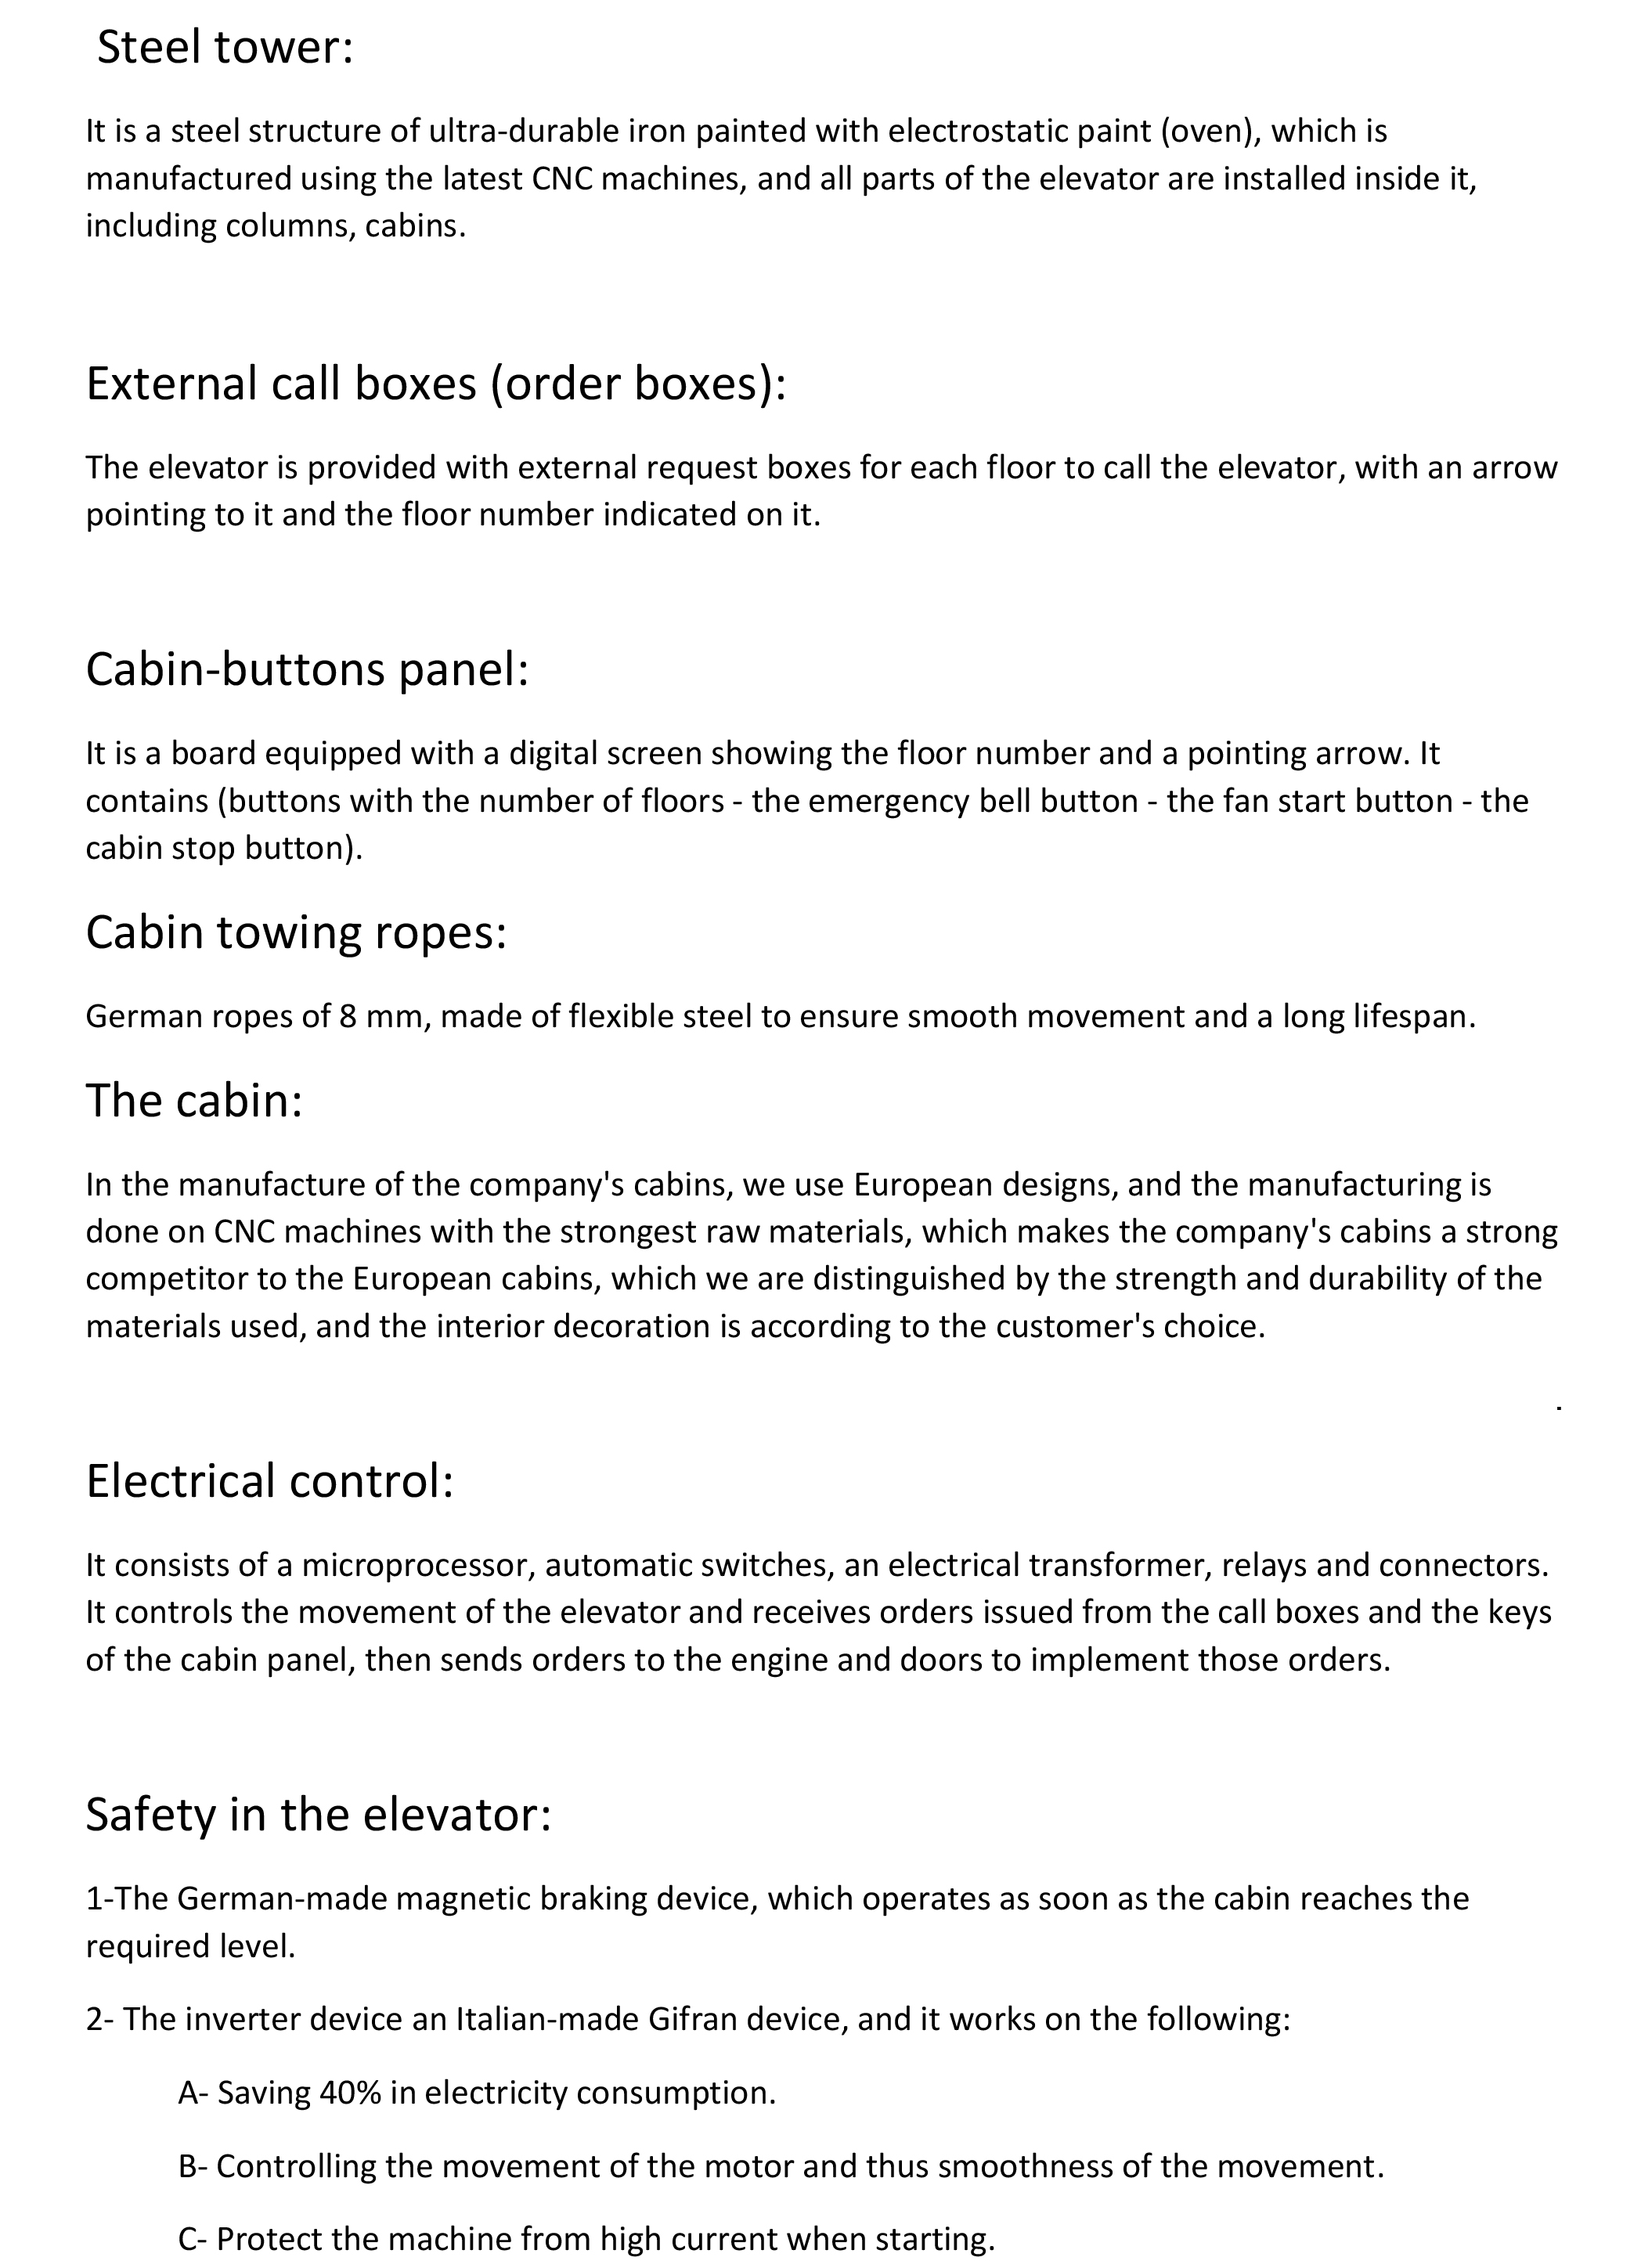 Steel tower:
It is a steel structure of ultra-durable iron painted with electrostatic paint (oven), which is
manufactured using the latest CNC machines, and all parts of the elevator are installed inside it,
including columns, cabins.
External call boxes (order boxes):
The elevator is provided with external request boxes for each floor to call the elevator, with an arrow
pointing to it and the floor number indicated on it.
Cabin-buttons panel:
It is a board equipped with a digital screen showing the floor number and a pointing arrow. It
contains (buttons with the number of floors - the emergency bell button - the fan start button - the
cabin stop button).
Cabin towing ropes:
German ropes of 8 mm, made of flexible steel to ensure smooth movement and a long lifespan.
The cabin:
In the manufacture of the company's cabins, we use European designs, and the manufacturing is
done on CNC machines with the strongest raw materials, which makes the company's cabins a strong
competitor to the European cabins, which we are distinguished by the strength and durability of the
materials used, and the interior decoration is according to the customer's choice.
.
Electrical control:
It consists of a microprocessor, automatic switches, an electrical transformer, relays and connectors.
It controls the movement of the elevator and receives orders issued from the call boxes and the keys
of the cabin panel, then sends orders to the engine and doors to implement those orders.
Safety in the elevator:
1-The German-made magnetic braking device, which operates as soon as the cabin reaches the
required level.
2- The inverter device an Italian-made Gifran device, and it works on the following:
A- Saving 40% in electricity consumption.
B- Controlling the movement of the motor and thus smoothness of the movement.
C- Protect the machine from high current when starting.